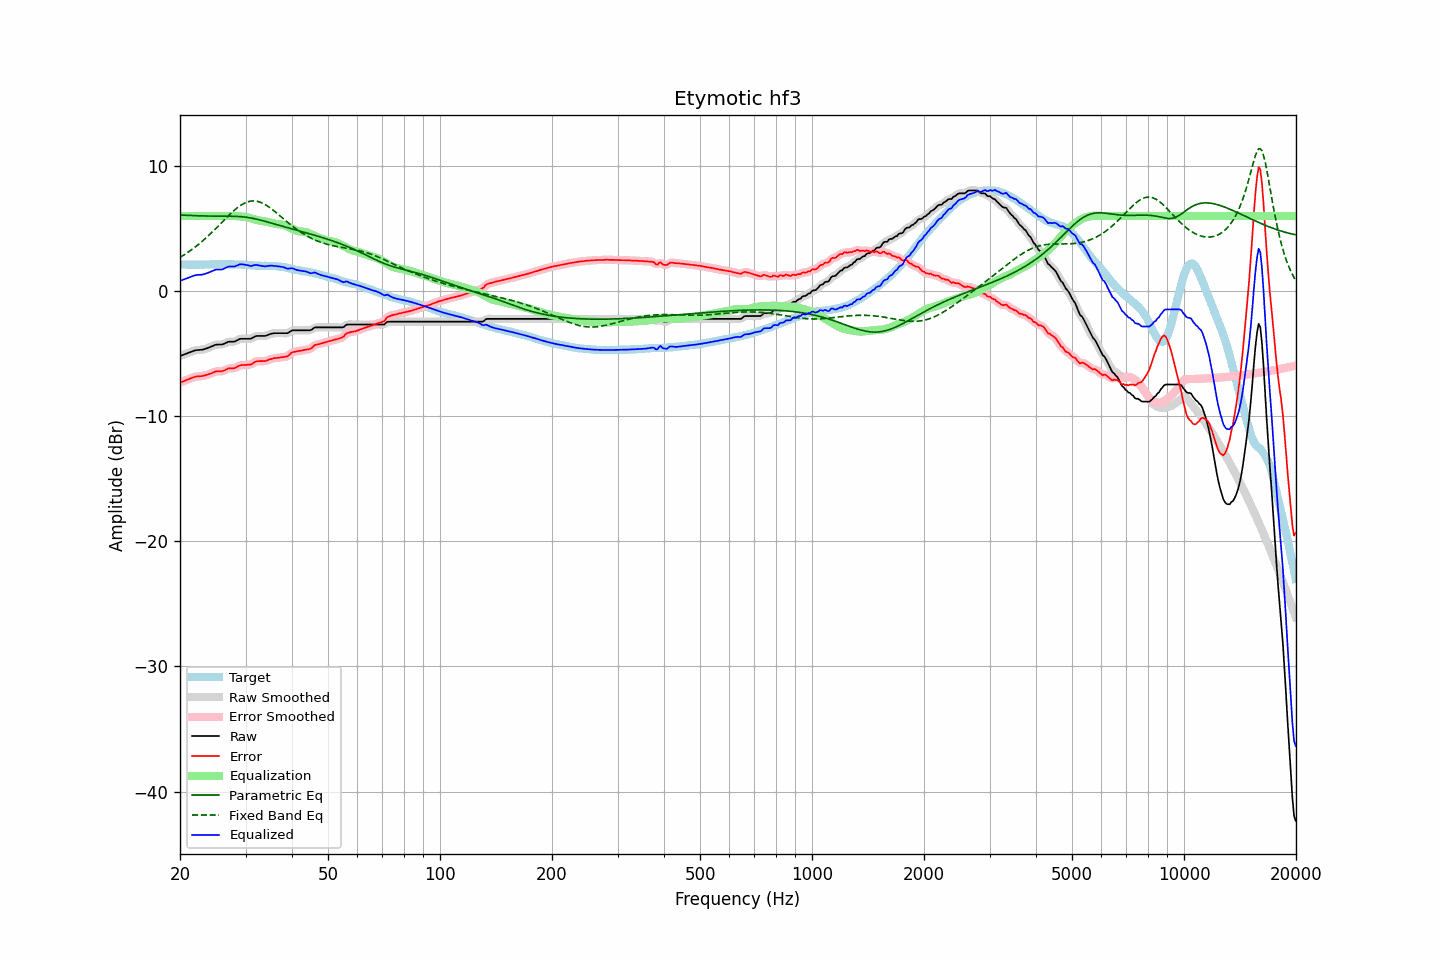 Etymotic hf3
Amplitude (dBr)
10
0
−10
−20
−30
−40
Target
Raw Smoothed
Error Smoothed
Raw
Error
Equalization
Parametric Eq
Fixed Band Eq
Equalized
20 50 100 200 500 1000 2000 5000 10000 20000
Frequency (Hz)